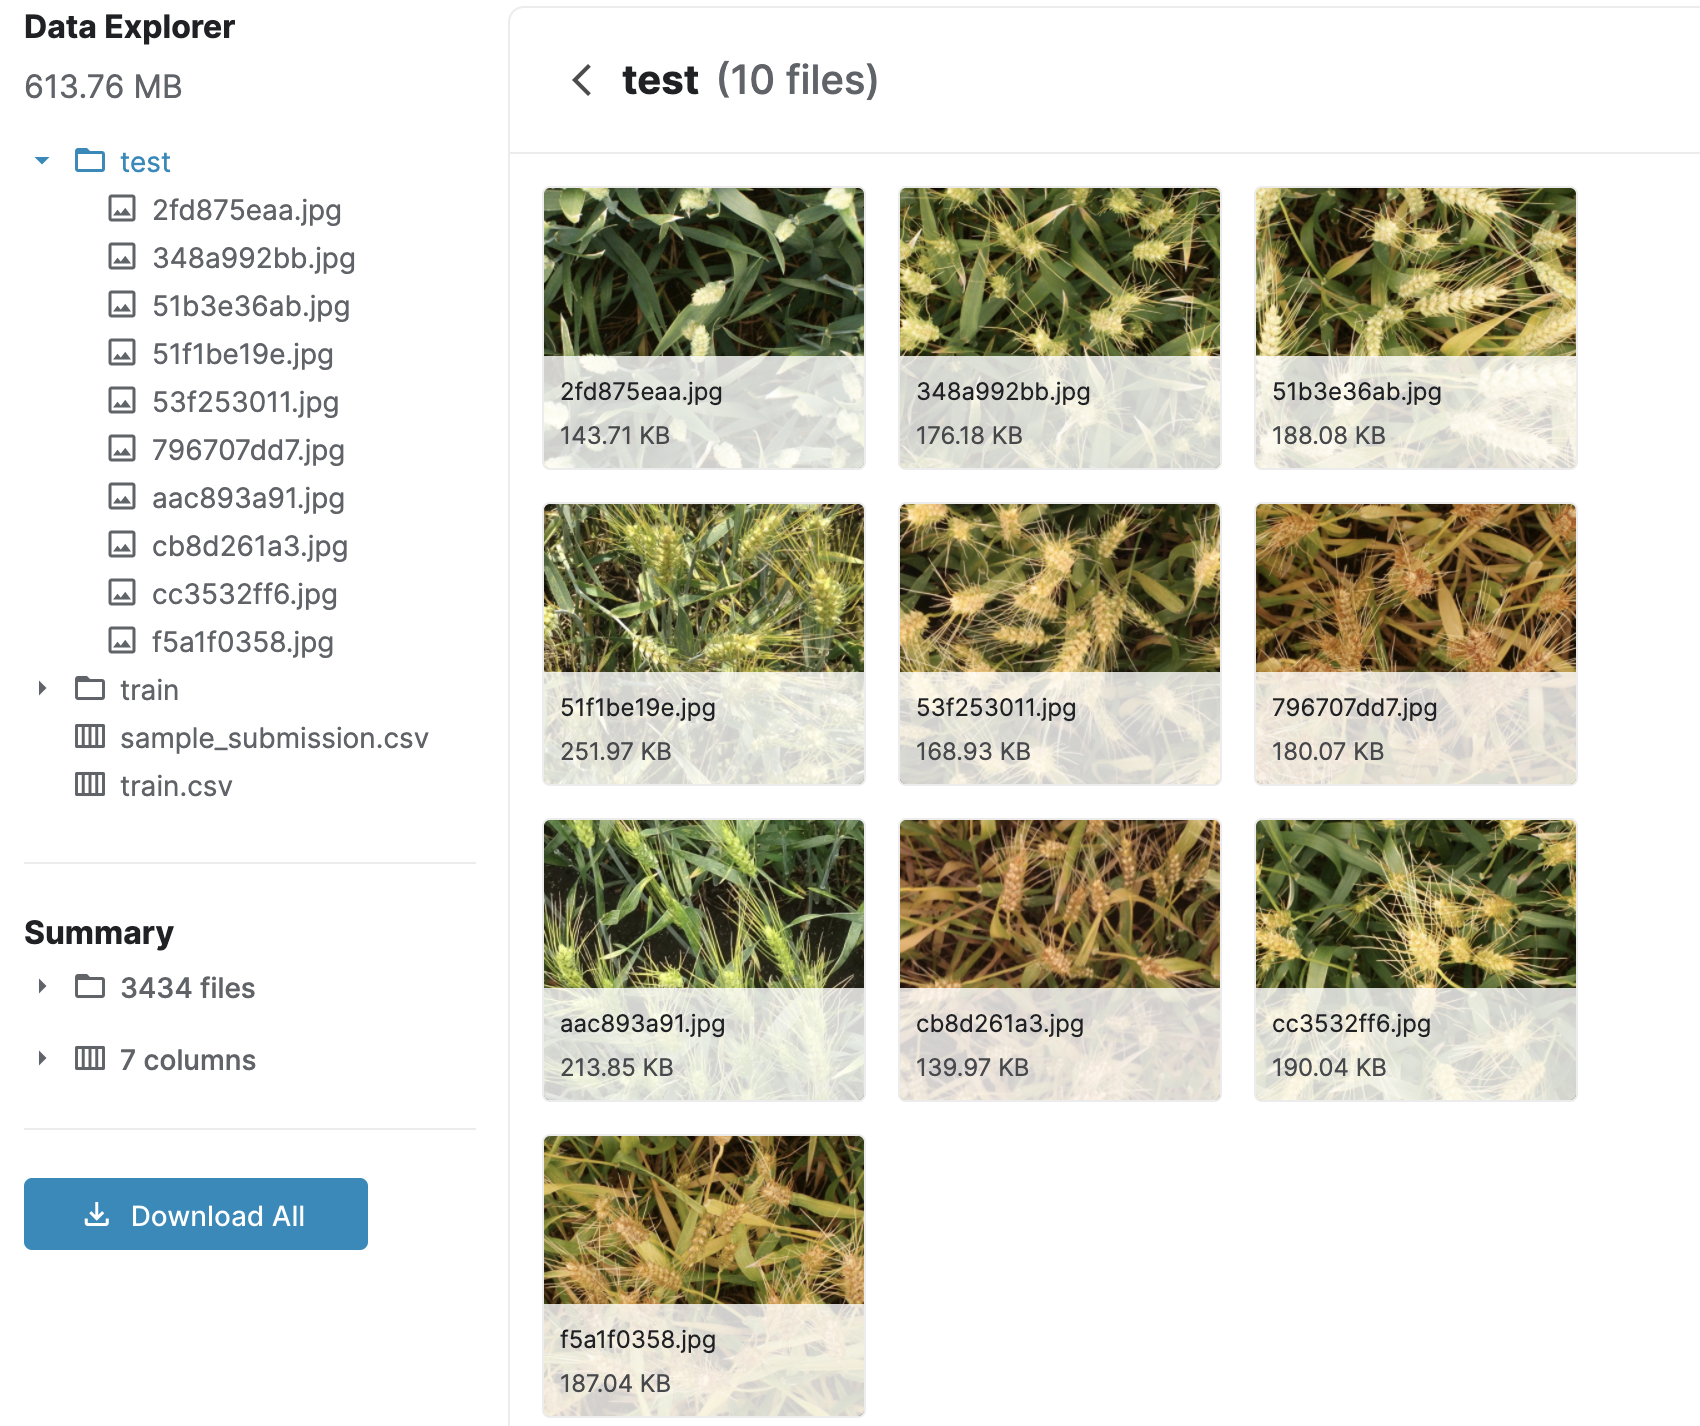 Data Explorer
613.76 MB
test
2fd875eaa.jpg
348a992bb.jpg
51b3e36ab.jpg
51f1be19e.jpg
53f253011.jpg
796707dd7.jpg
aac893a91.jpg
cb8d261a3.jpg
cc3532ff6.jpg
f5a1f0358.jpg
train
sample_submission.csv
train.csv
Summary
3434 files
7 columns
Download All
test (10 files)
2fd875eaa.jpg
143.71 KB
348a992bb.jpg
176.18 KB
51b3e36ab.jpg
188.08 KB
51f1be19e.jpg
251.97 KB
53f253011.jpg
168.93 KB
796707dd7.jpg
180.07 KB
aac893a91.jpg
213.85 KB
cb8d261a3.jpg
139.97 KB
cc3532ff6.jpg
190.04 KB
f5a1f0358.jpg
187.04 KB